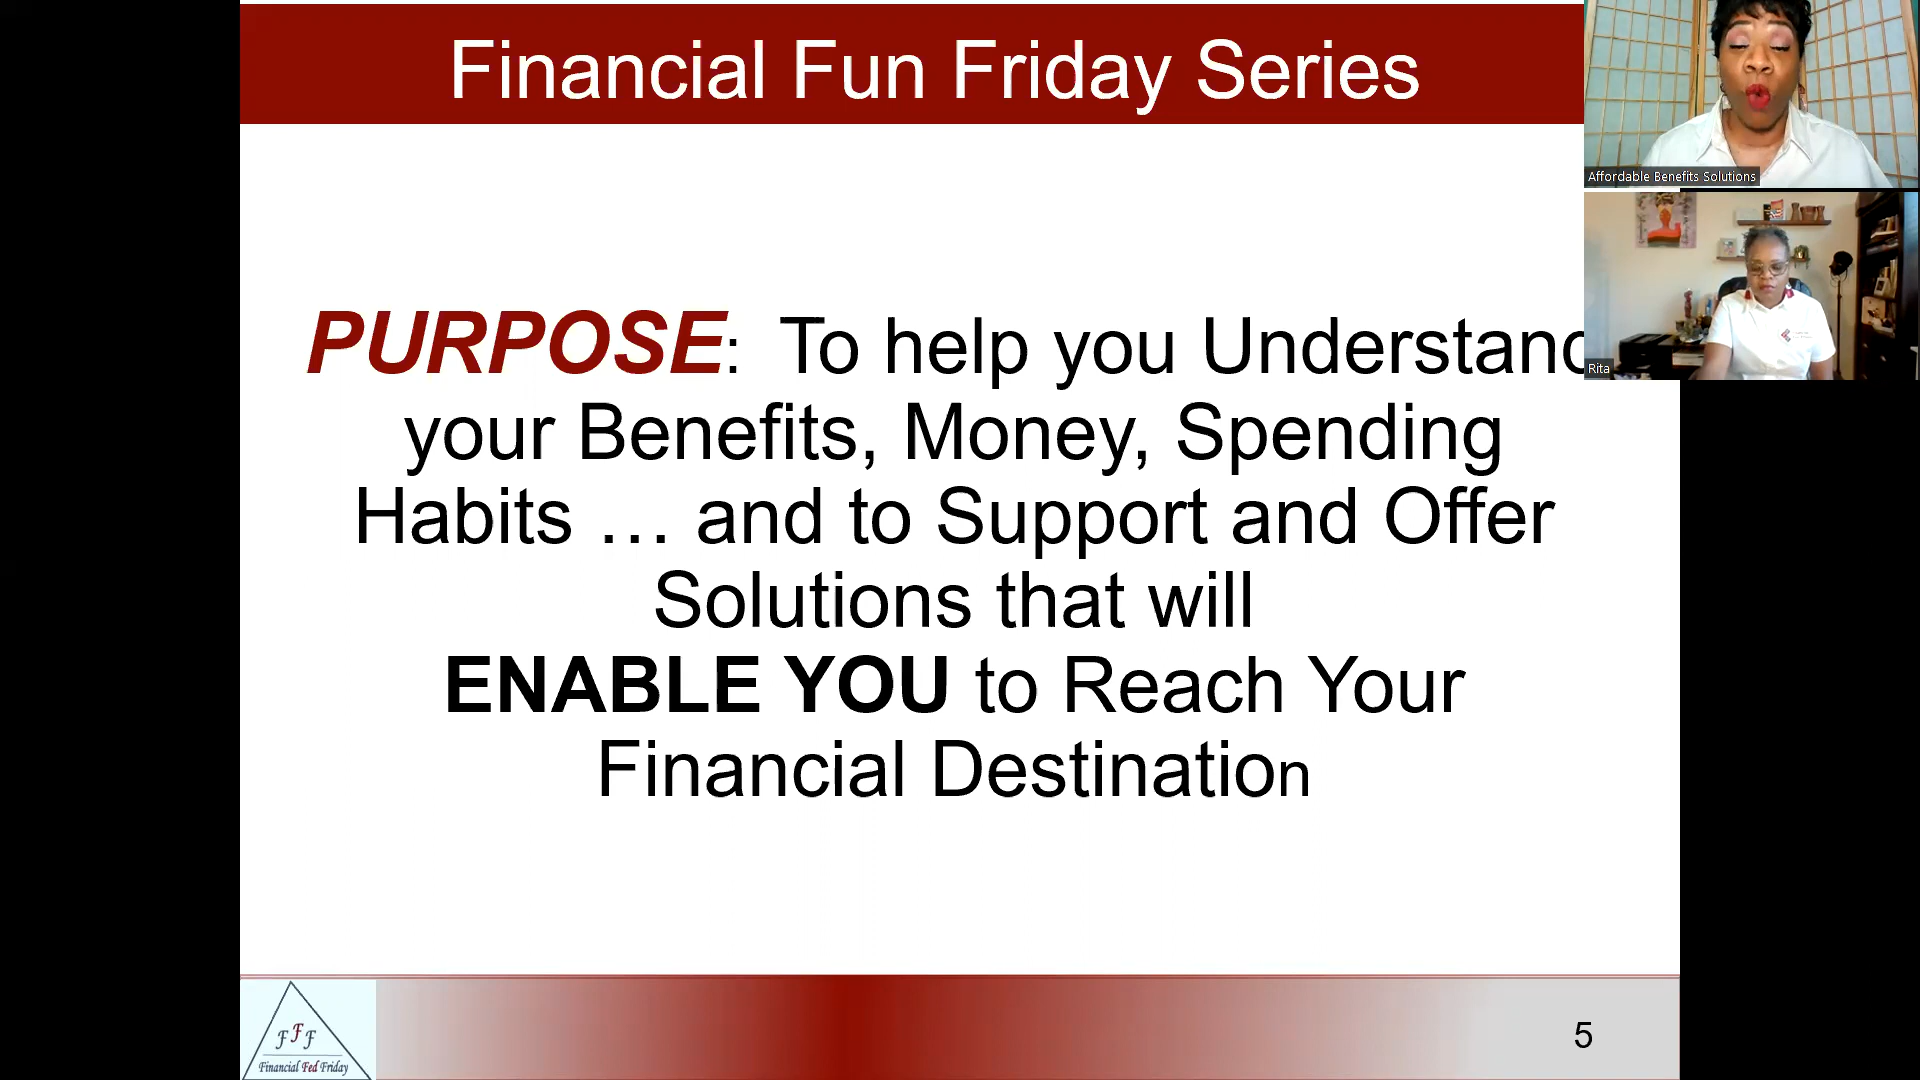 Financial Fun Friday Series
Affordable Benefits Solutions
Rita
PURPOSE: To help you Understand
your Benefits, Money, Spending
Habits … and to Support and Offer
Solutions that will
ENABLE YOU to Reach Your
Financial Destination
F F F
Financial Fed Friday
5